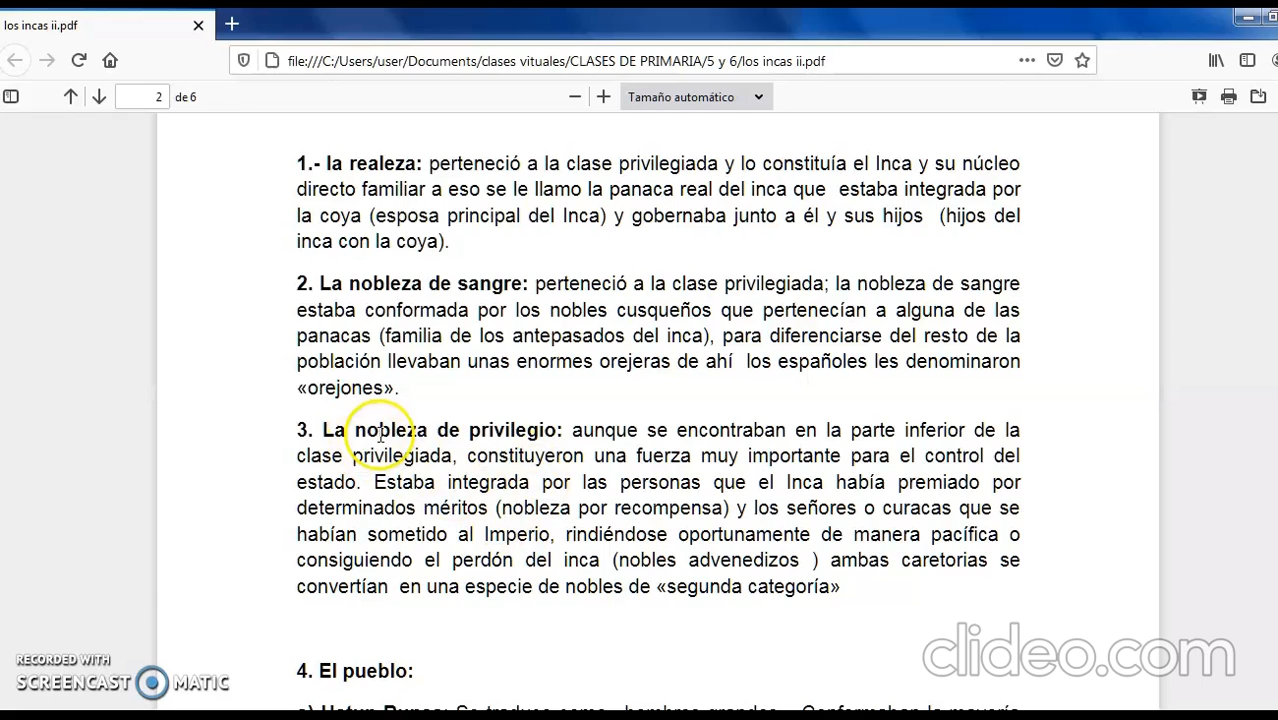 los incas ii.pdf
file:///C:/Users/user/Documents/clases vituales/CLASES DE PRIMARIA/5 y 6/los incas ii.pdf
2 de 6
Tamaño automático
1.- la realeza: perteneció a la clase privilegiada y lo constituía el Inca y su núcleo
directo familiar a eso se le llamo la panaca real del inca que estaba integrada por
la coya (esposa principal del Inca) y gobernaba junto a él y sus hijos (hijos del
inca con la coya).
2. La nobleza de sangre: perteneció a la clase privilegiada; la nobleza de sangre
estaba conformada por los nobles cusqueños que pertenecían a alguna de las
panacas (familia de los antepasados del inca), para diferenciarse del resto de la
población llevaban unas enormes orejeras de ahí los españoles les denominaron
«orejones».
3. La nobleza de privilegio: aunque se encontraban en la parte inferior de la
clase privilegiada, constituyeron una fuerza muy importante para el control del
estado. Estaba integrada por las personas que el Inca había premiado por
determinados méritos (nobleza por recompensa) y los señores o curacas que se
habían sometido al Imperio, rindiéndose oportunamente de manera pacífica o
consiguiendo el perdón del inca (nobles advenedizos ) ambas caretorias se
convertían en una especie de nobles de «segunda categoría»
4. El pueblo:
a) Hatun Runas: Se traduce como hombres grandes. Conformaban la mayoría
clideo.com
RECORDED WITH
SCREENCAST MATIC